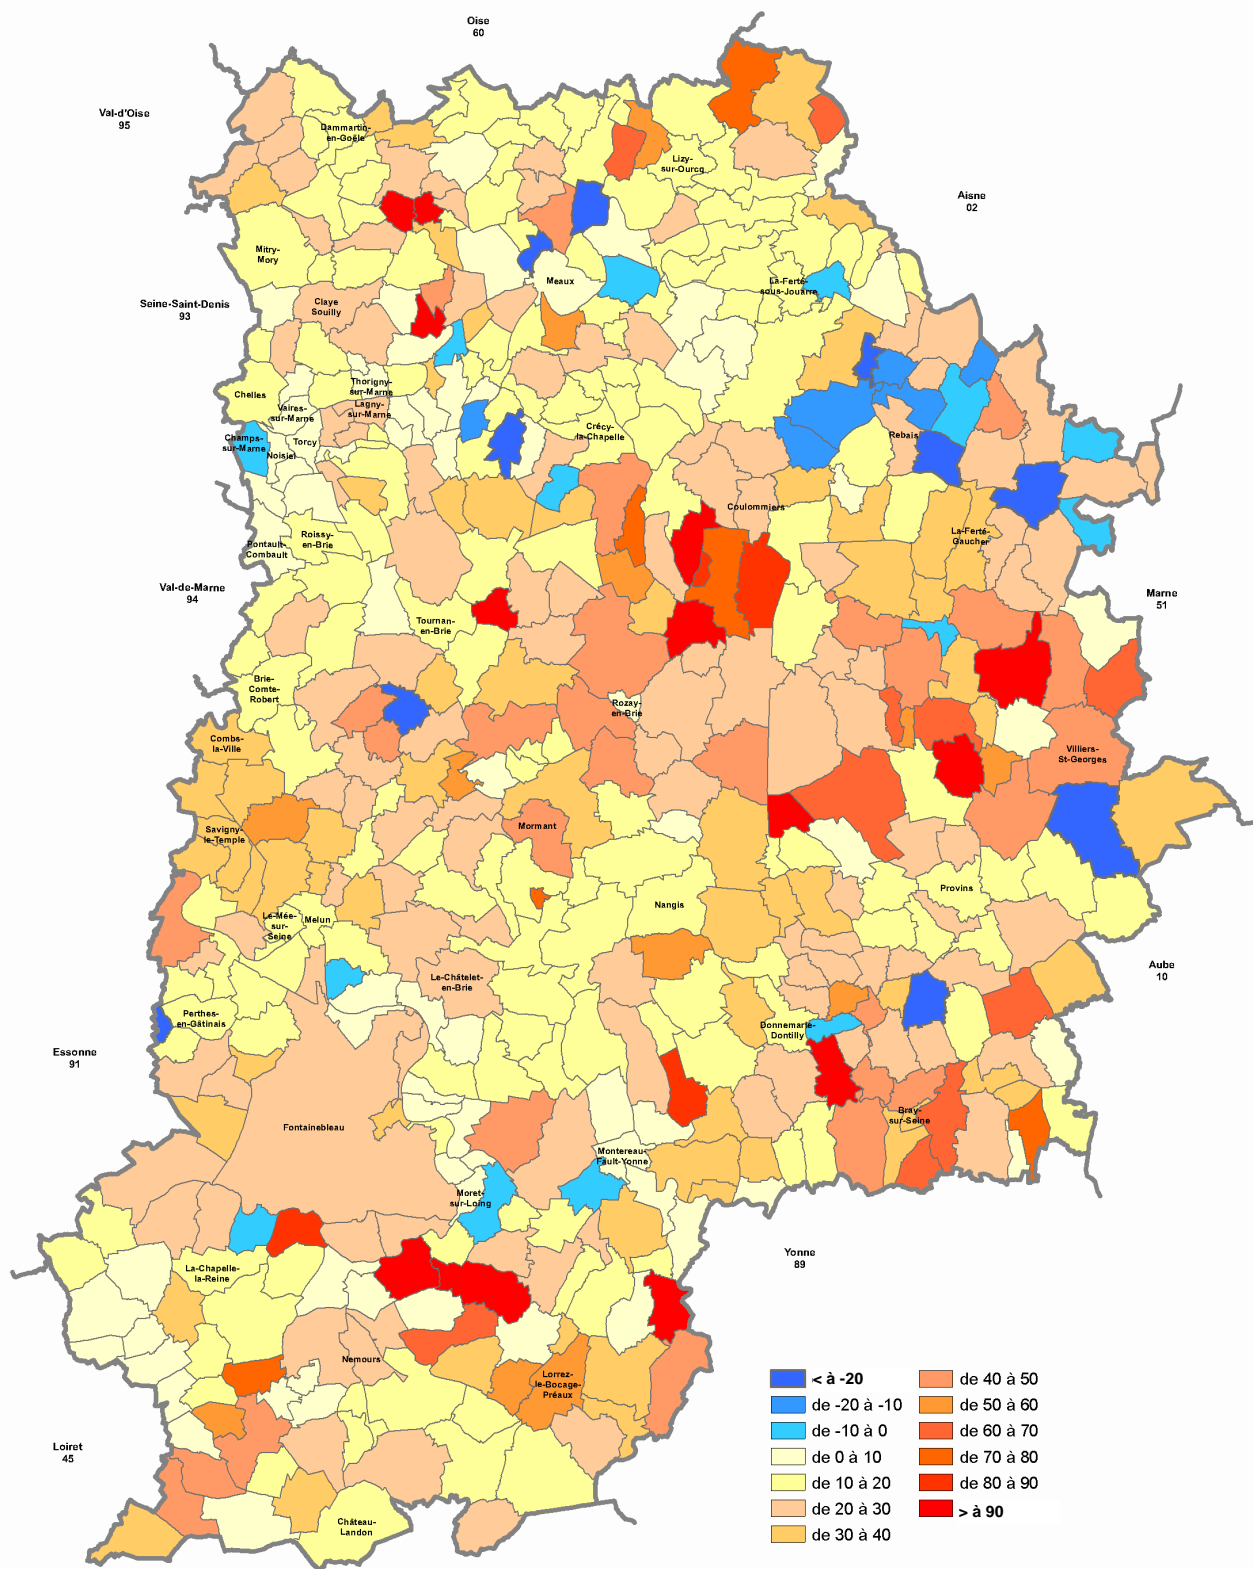 Oise
60
Val-d'Oise
95
Dammartin-
en-Goële
Lizy-
sur-Ourcq
Aisne
02
Mitry-
Mory
Meaux
La-Ferté-
sous-Jouarre
Seine-Saint-Denis
93
Claye
Souilly
Chelles
Thorigny-
sur-Marne
Vaires-
sur-Marne
Lagny-
sur-Marne
Champs-
sur-Marne
Torcy
Noisiel
Crécy-
la-Chapelle
Rebais
Coulommiers
La-Ferté-
Gaucher
Pontault-
Combault
Roissy-
en-Brie
Val-de-Marne
94
Tournan-
en-Brie
Marne
51
Brie-
Comte-
Robert
Rozay-
en-Brie
Combs-
la-Ville
Villiers-
St-Georges
Savigny-
le-Temple
Mormant
Provins
Le-Mée-
sur-
Seine
Melun
Nangis
Le-Châtelet-
en-Brie
Aube
10
Perthes-
en-Gâtinais
Donnemarie-
Dontilly
Essonne
91
Fontainebleau
Bray-
sur-Seine
Montereau-
Fault-Yonne
Moret-
sur-Loing
Yonne
89
La-Chapelle-
la-Reine
Nemours
Lorrez-
le-Bocage-
Préaux
Loiret
45
Château-
Landon
< à -20
de -20 à -10
de -10 à 0
de 0 à 10
de 10 à 20
de 20 à 30
de 30 à 40
de 40 à 50
de 50 à 60
de 60 à 70
de 70 à 80
de 80 à 90
> à 90